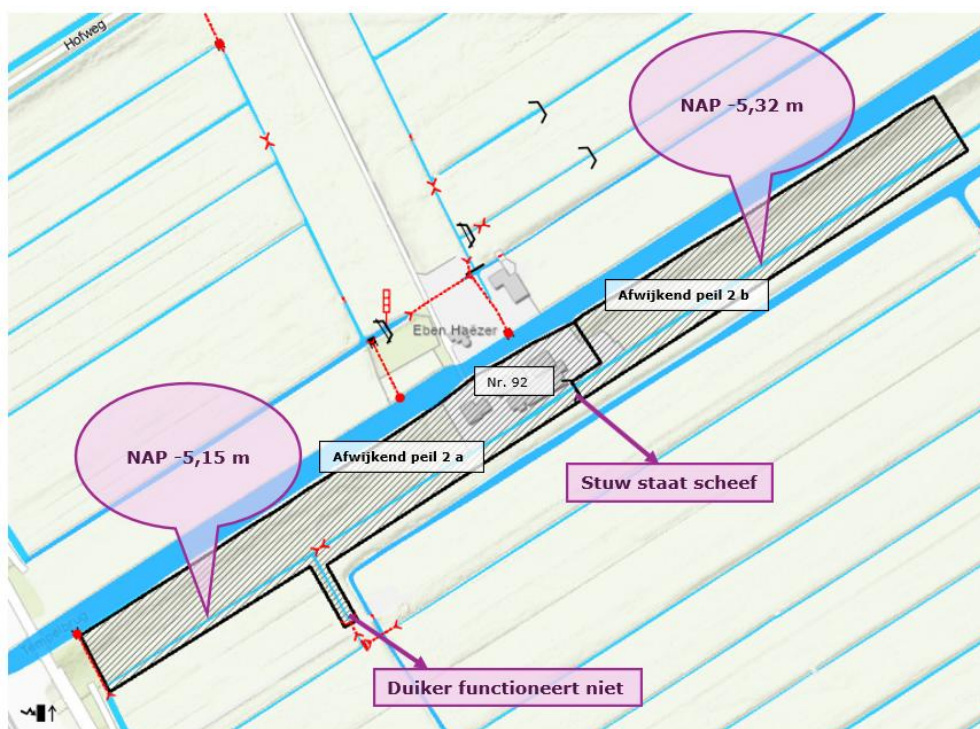 Hofweg
NAP -5,32 m
Afwijkend peil 2 b
Eben Haëzer
Nr. 92
Afwijkend peil 2 a
NAP -5,15 m
Stuw staat scheef
Tempelbrug
Duiker functioneert niet